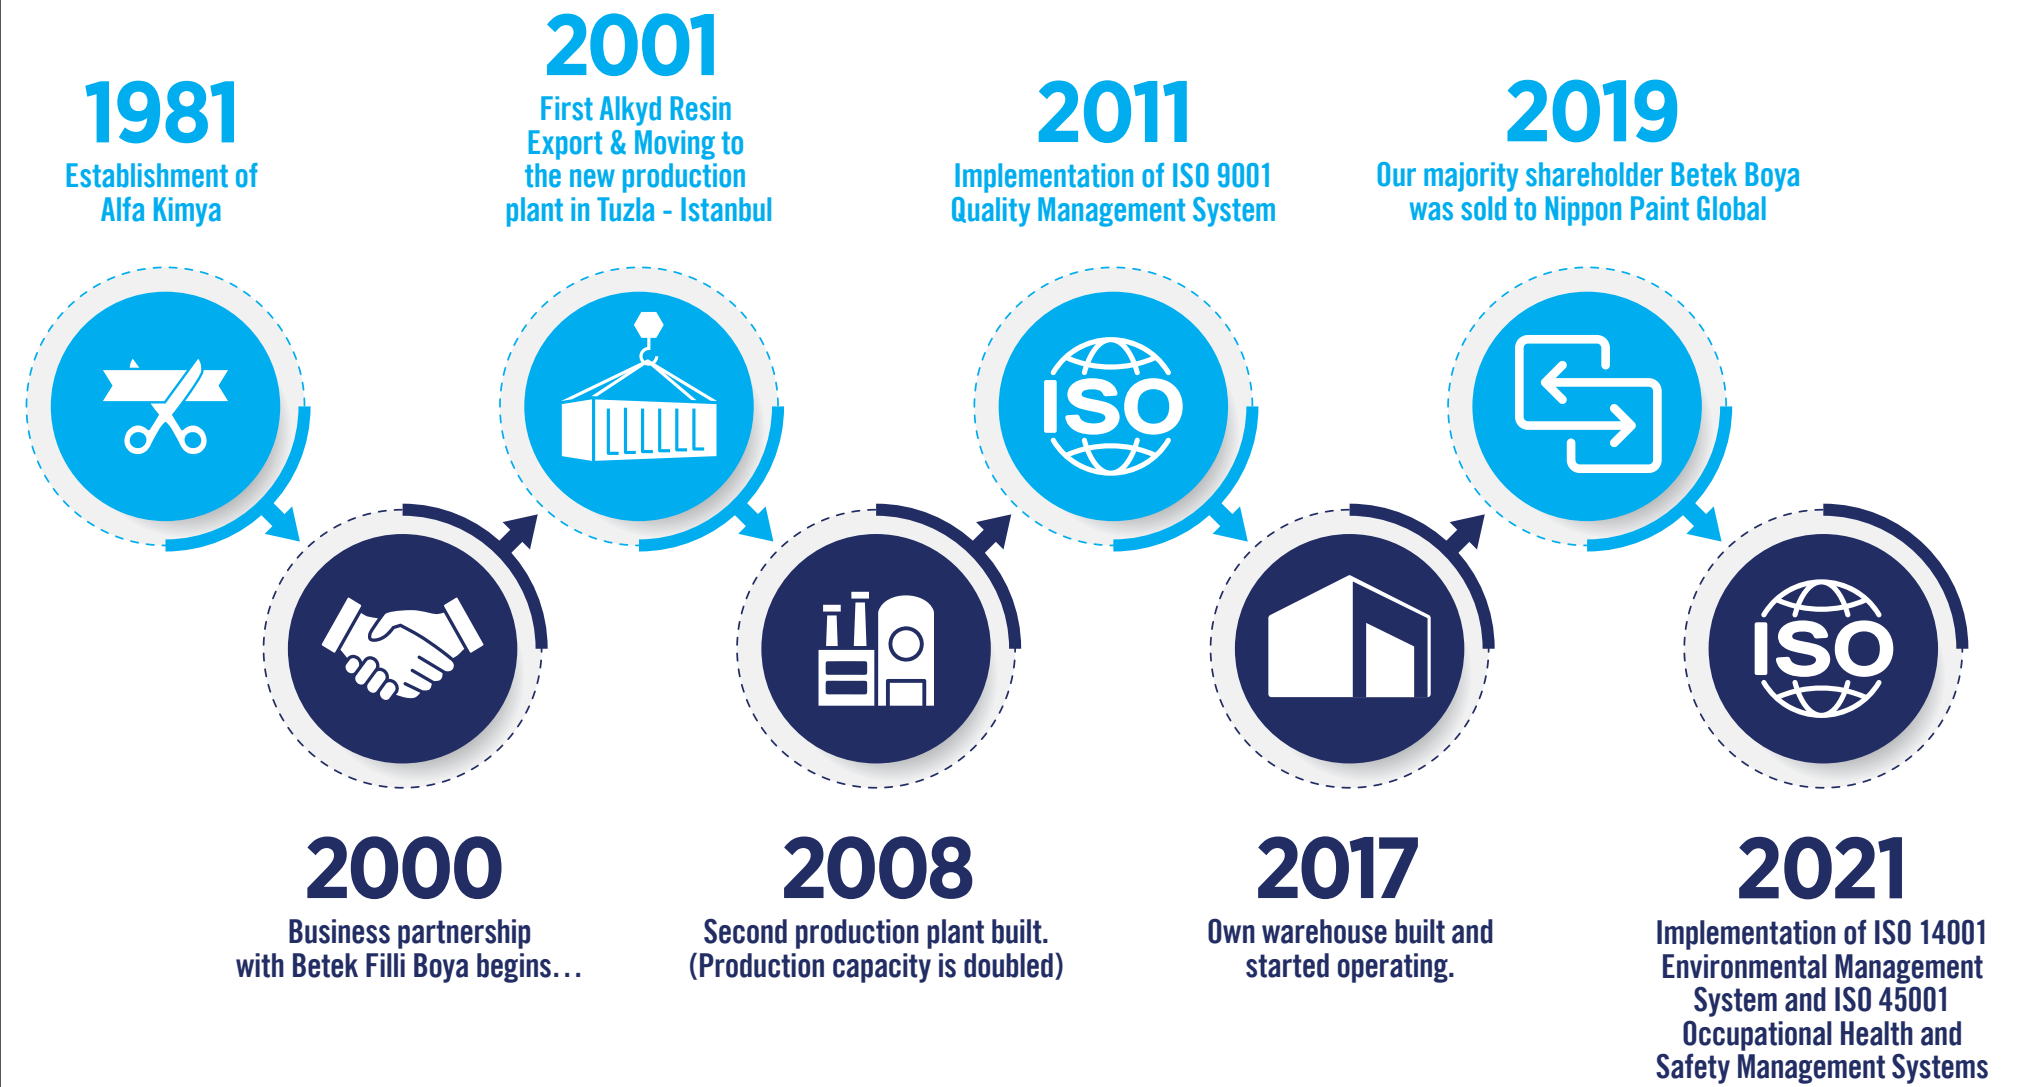 1981
Establishment of
Alfa Kimya
2000
Business partnership
with Betek Filli Boya begins...
2001
First Alkyd Resin
Export & Moving to
the new production
plant in Tuzla - Istanbul
2008
Second production plant built.
(Production capacity is doubled)
2011
Implementation of ISO 9001
Quality Management System
ISO
2017
Own warehouse built and
started operating.
2019
Our majority shareholder Betek Boya
was sold to Nippon Paint Global
ISO
2021
Implementation of ISO 14001
Environmental Management
System and ISO 45001
Occupational Health and
Safety Management Systems